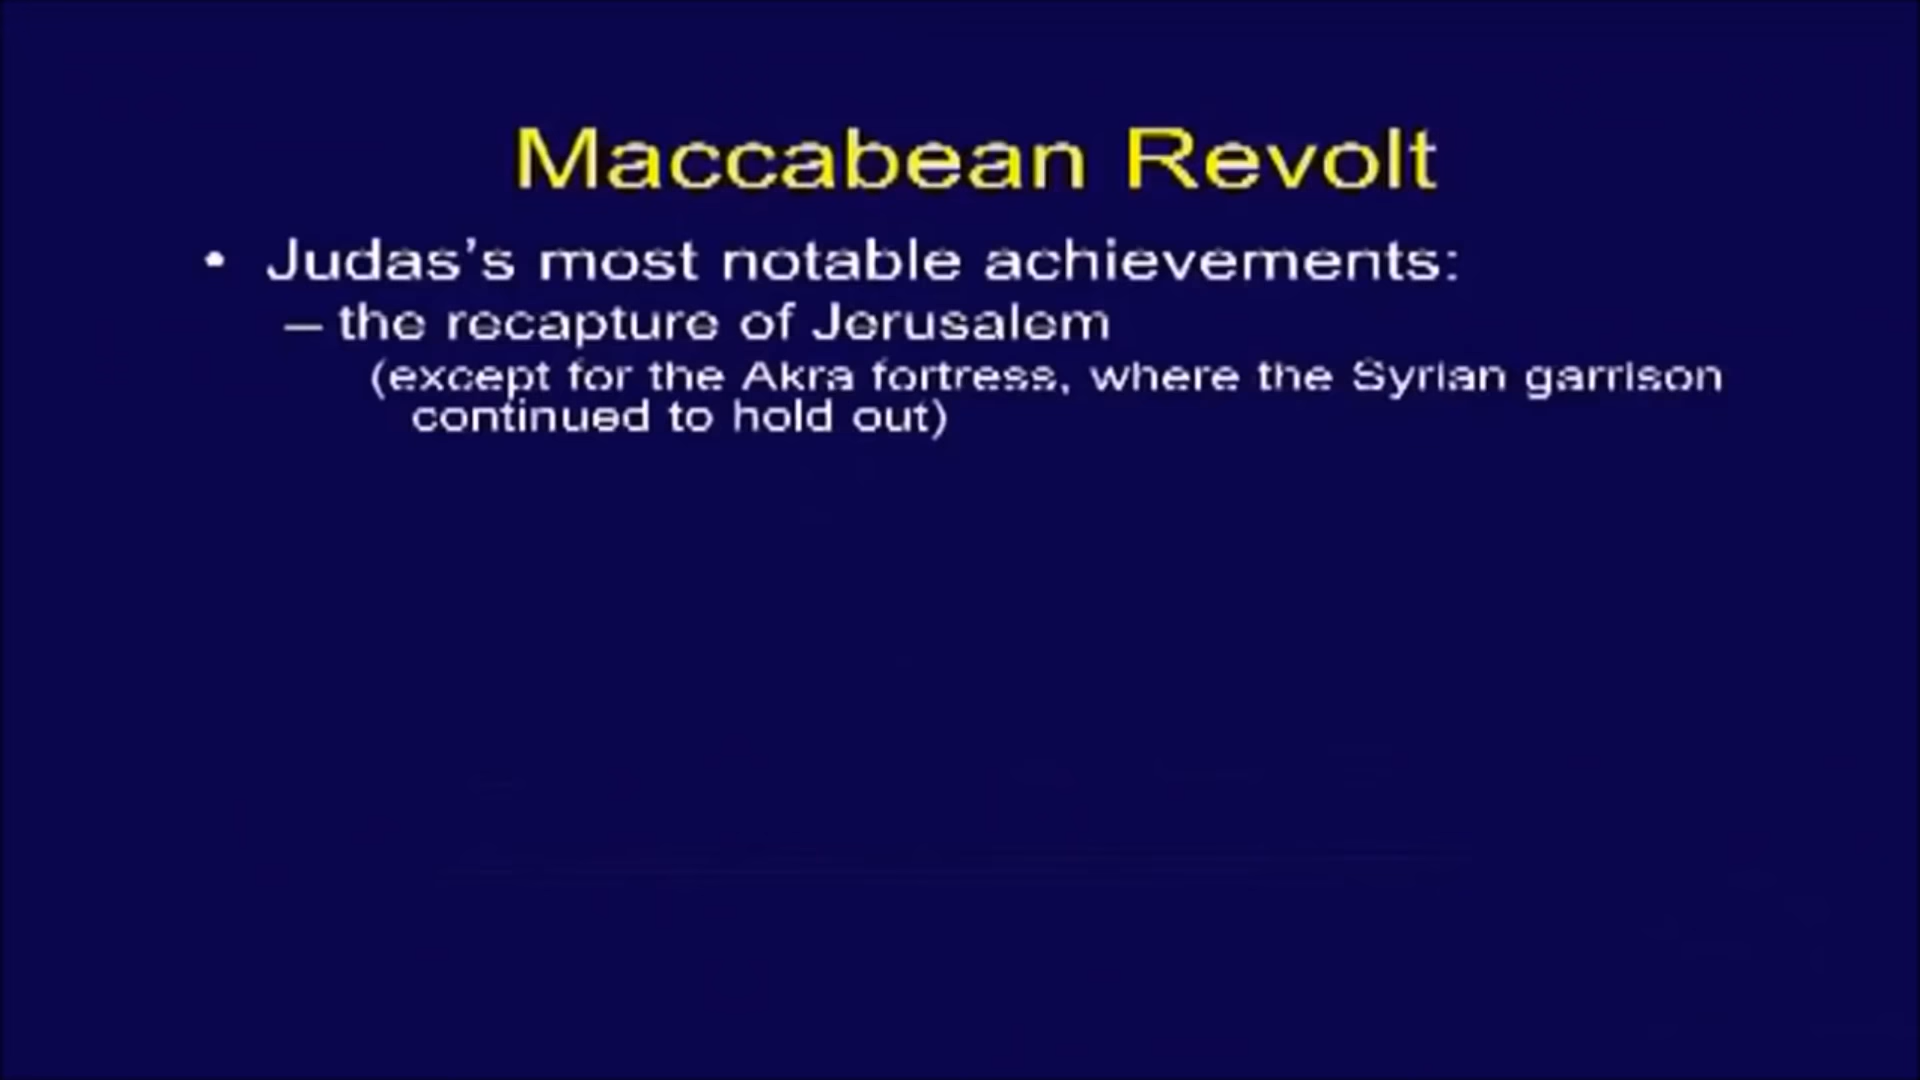 Maccabean Revolt
• Judas's most notable achievements:
– the recapture of Jerusalem
(except for the Akra fortress, where the Syrian garrison
continued to hold out)